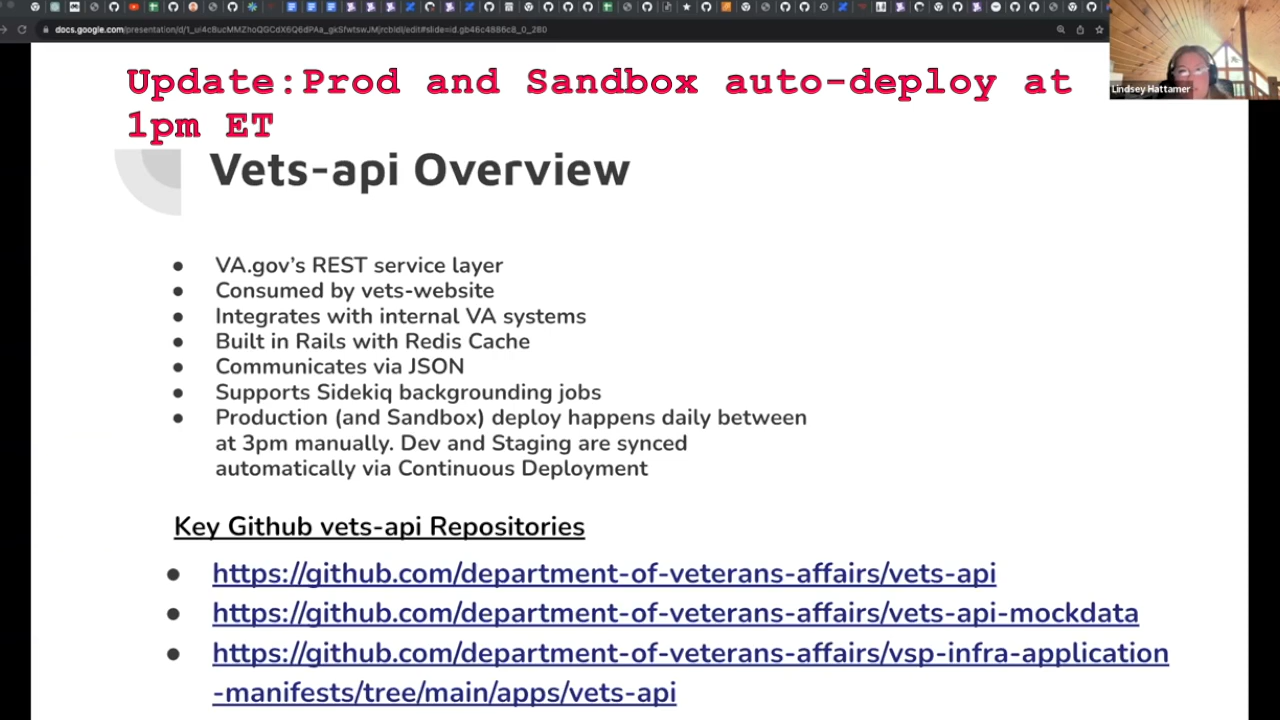 docs.google.com/presentation/d/1_ui4cBucMMZhoQGCdX6Q6dPAa_gkSfwtswJMjrcbIdI/edit#slide=id.gb46c4886c8_0_280
Lindsey Hattamer
Update:Prod and Sandbox auto-deploy at
1pm ET
Vets-api Overview
● VA.gov’s REST service layer
● Consumed by vets-website
● Integrates with internal VA systems
● Built in Rails with Redis Cache
● Communicates via JSON
● Supports Sidekiq backgrounding jobs
● Production (and Sandbox) deploy happens daily between
at 3pm manually. Dev and Staging are synced
automatically via Continuous Deployment
Key Github vets-api Repositories
● https://github.com/department-of-veterans-affairs/vets-api
● https://github.com/department-of-veterans-affairs/vets-api-mockdata
● https://github.com/department-of-veterans-affairs/vsp-infra-application
-manifests/tree/main/apps/vets-api